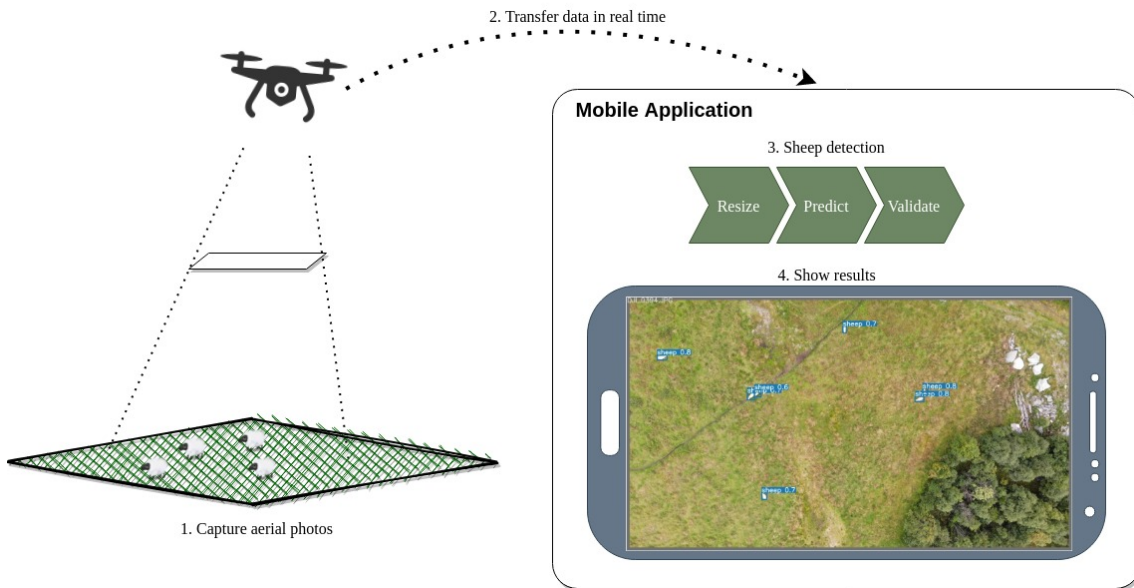 2. Transfer data in real time
Mobile Application
3. Sheep detection
Resize
Predict
Validate
4. Show results
sheep 0.7
sheep 0.8
sheep 0.6
sheep 0.8
sheep 0.8
sheep 0.7
1. Capture aerial photos